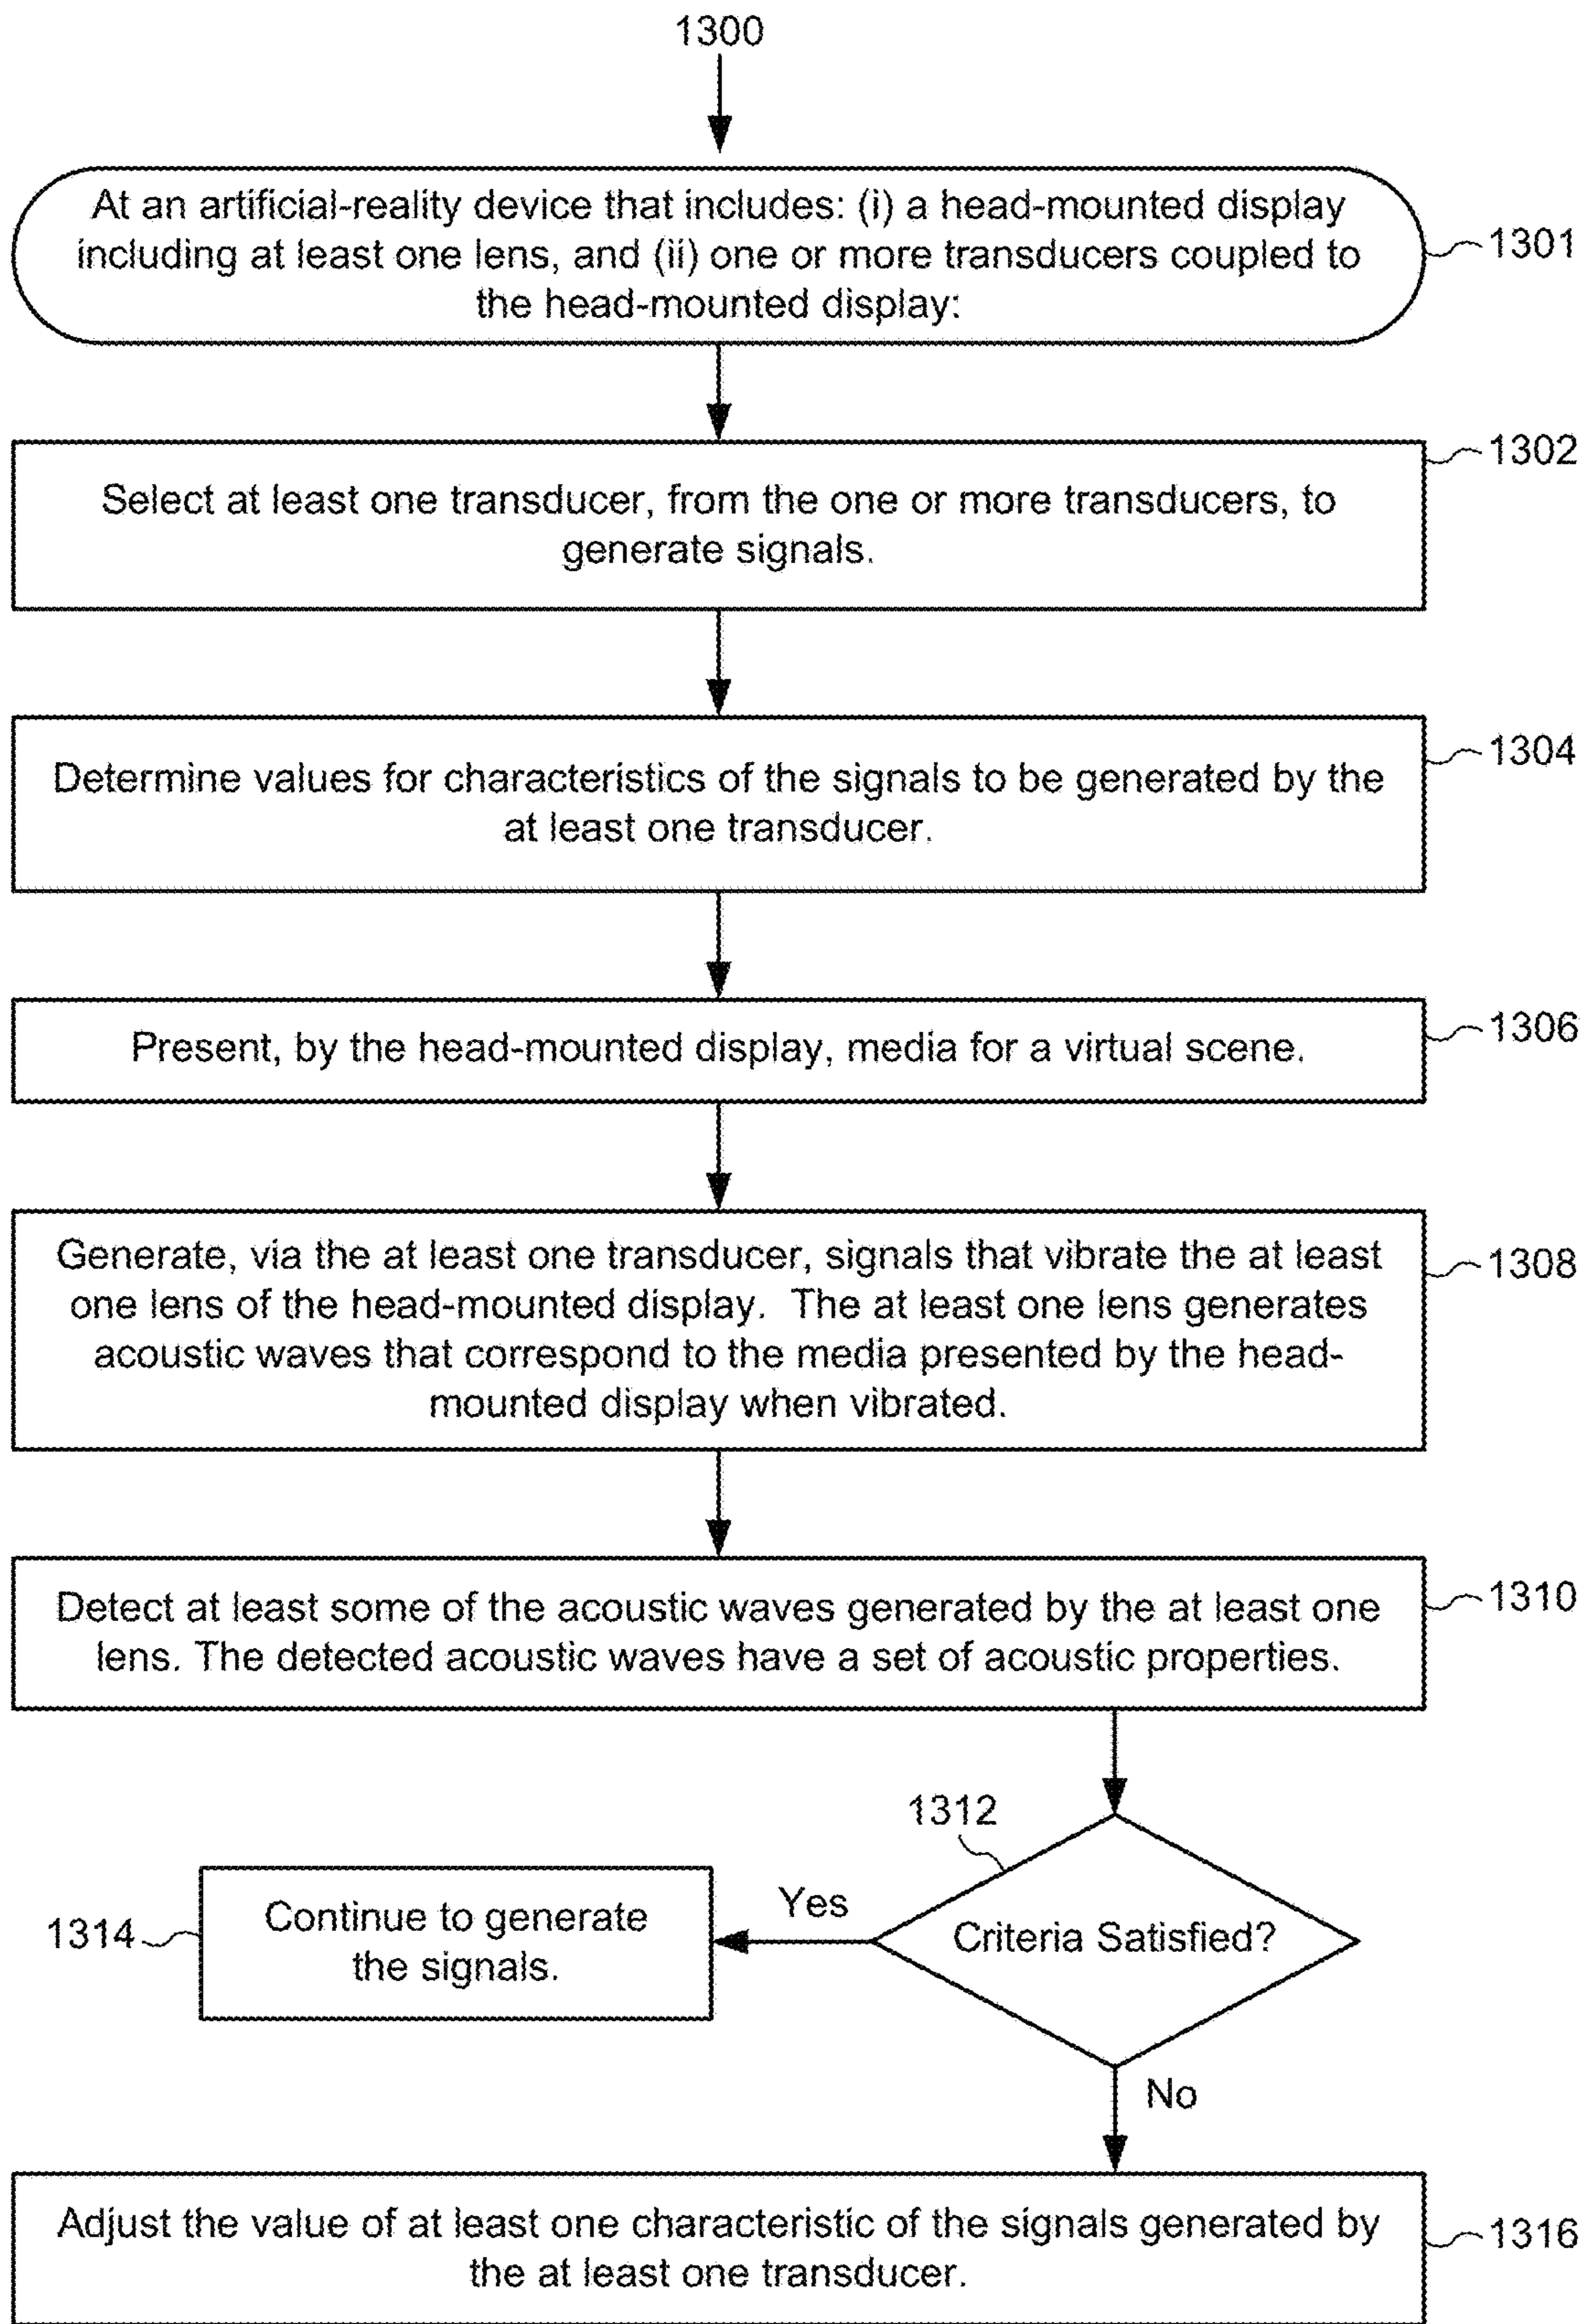 1300
At an artificial-reality device that includes: (i) a head-mounted display
including at least one lens, and (ii) one or more transducers coupled to
the head-mounted display:
1301
1302
Select at least one transducer, from the one or more transducers, to
generate signals.
1304
Determine values for characteristics of the signals to be generated by the
at least one transducer.
1306
Present, by the head-mounted display, media for a virtual scene.
1308
Generate, via the at least one transducer, signals that vibrate the at least
one lens of the head-mounted display. The at least one lens generates
acoustic waves that correspond to the media presented by the head-
mounted display when vibrated.
1310
Detect at least some of the acoustic waves generated by the at least one
lens. The detected acoustic waves have a set of acoustic properties.
1312
Criteria Satisfied?
Yes
1314
Continue to generate
the signals.
No
Adjust the value of at least one characteristic of the signals generated by
the at least one transducer.
1316